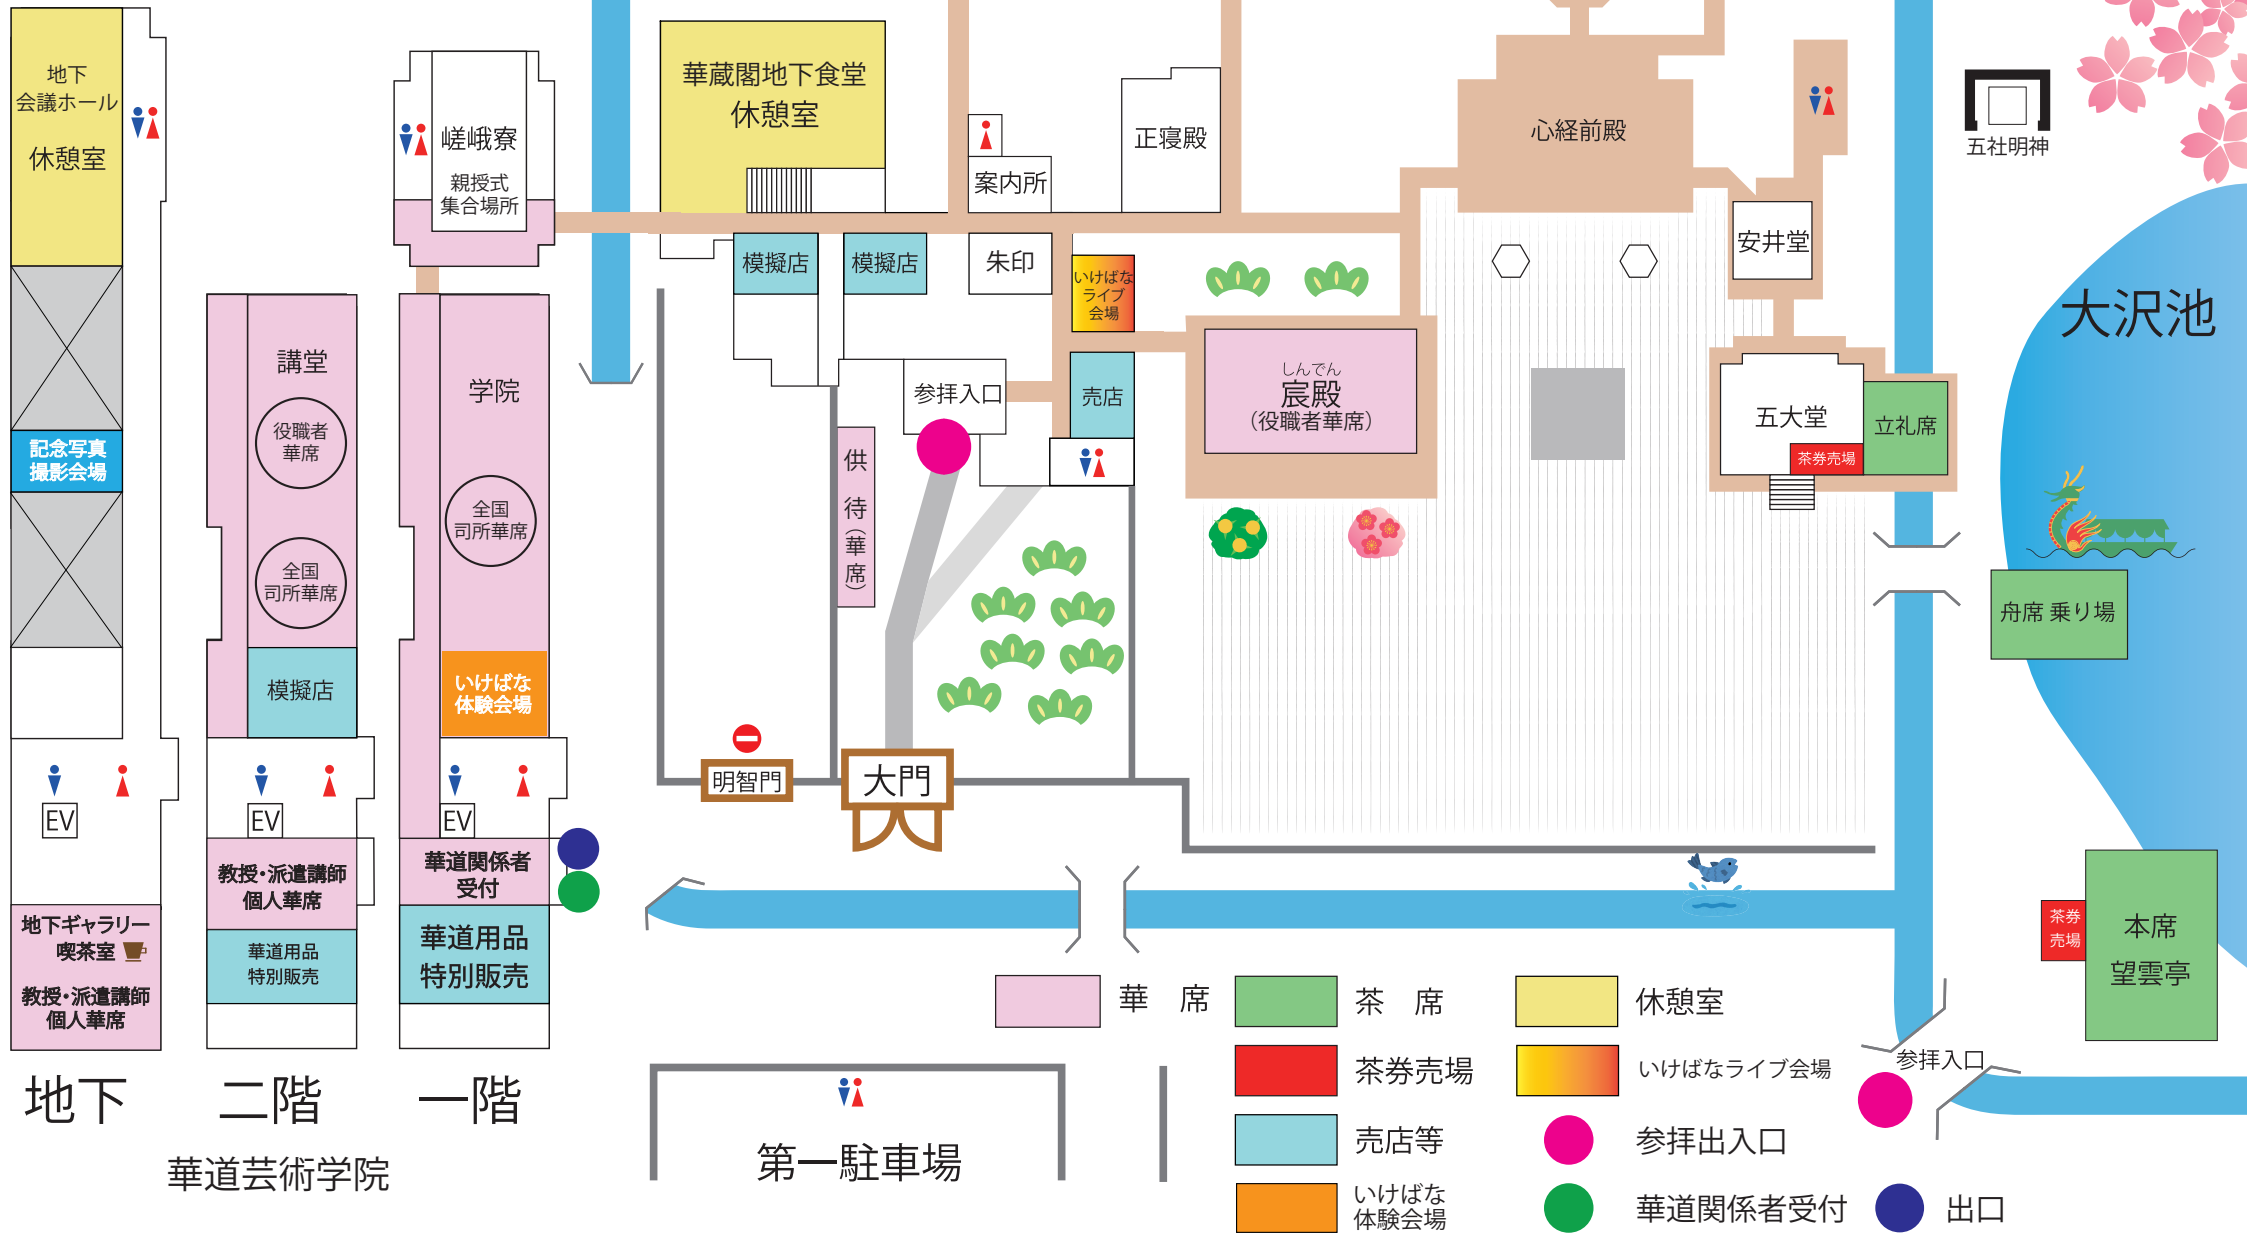 地下
会議ホール
休憩室
嵯峨寮
親授式
集合場所
華蔵閣地下食堂
休憩室
案内所
正寝殿
心経前殿
五社明神
模擬店
模擬店
朱印
いけばな
ライブ
会場
安井堂
大沢池
講堂
役職者
華席
全国
司所華席
学院
全国
司所華席
記念写真
撮影会場
参拝入口
売店
しんでん
宸殿
（役職者華席）
五大堂
茶券売場
立礼席
供待（華席）
舟席 乗り場
模擬店
いけばな
体験会場
明智門
大門
EV
EV
EV
教授・派遣講師
個人華席
華道関係者
受付
地下ギャラリー
喫茶室
教授・派遣講師
個人華席
華道用品
特別販売
華道用品
特別販売
茶券
売場
本席
望雲亭
参拝入口
地下
二階
一階
華道芸術学院
第一駐車場
華　席
茶　席
休憩室
茶券売場
いけばなライブ会場
売店等
参拝出入口
いけばな
体験会場
華道関係者受付
出口